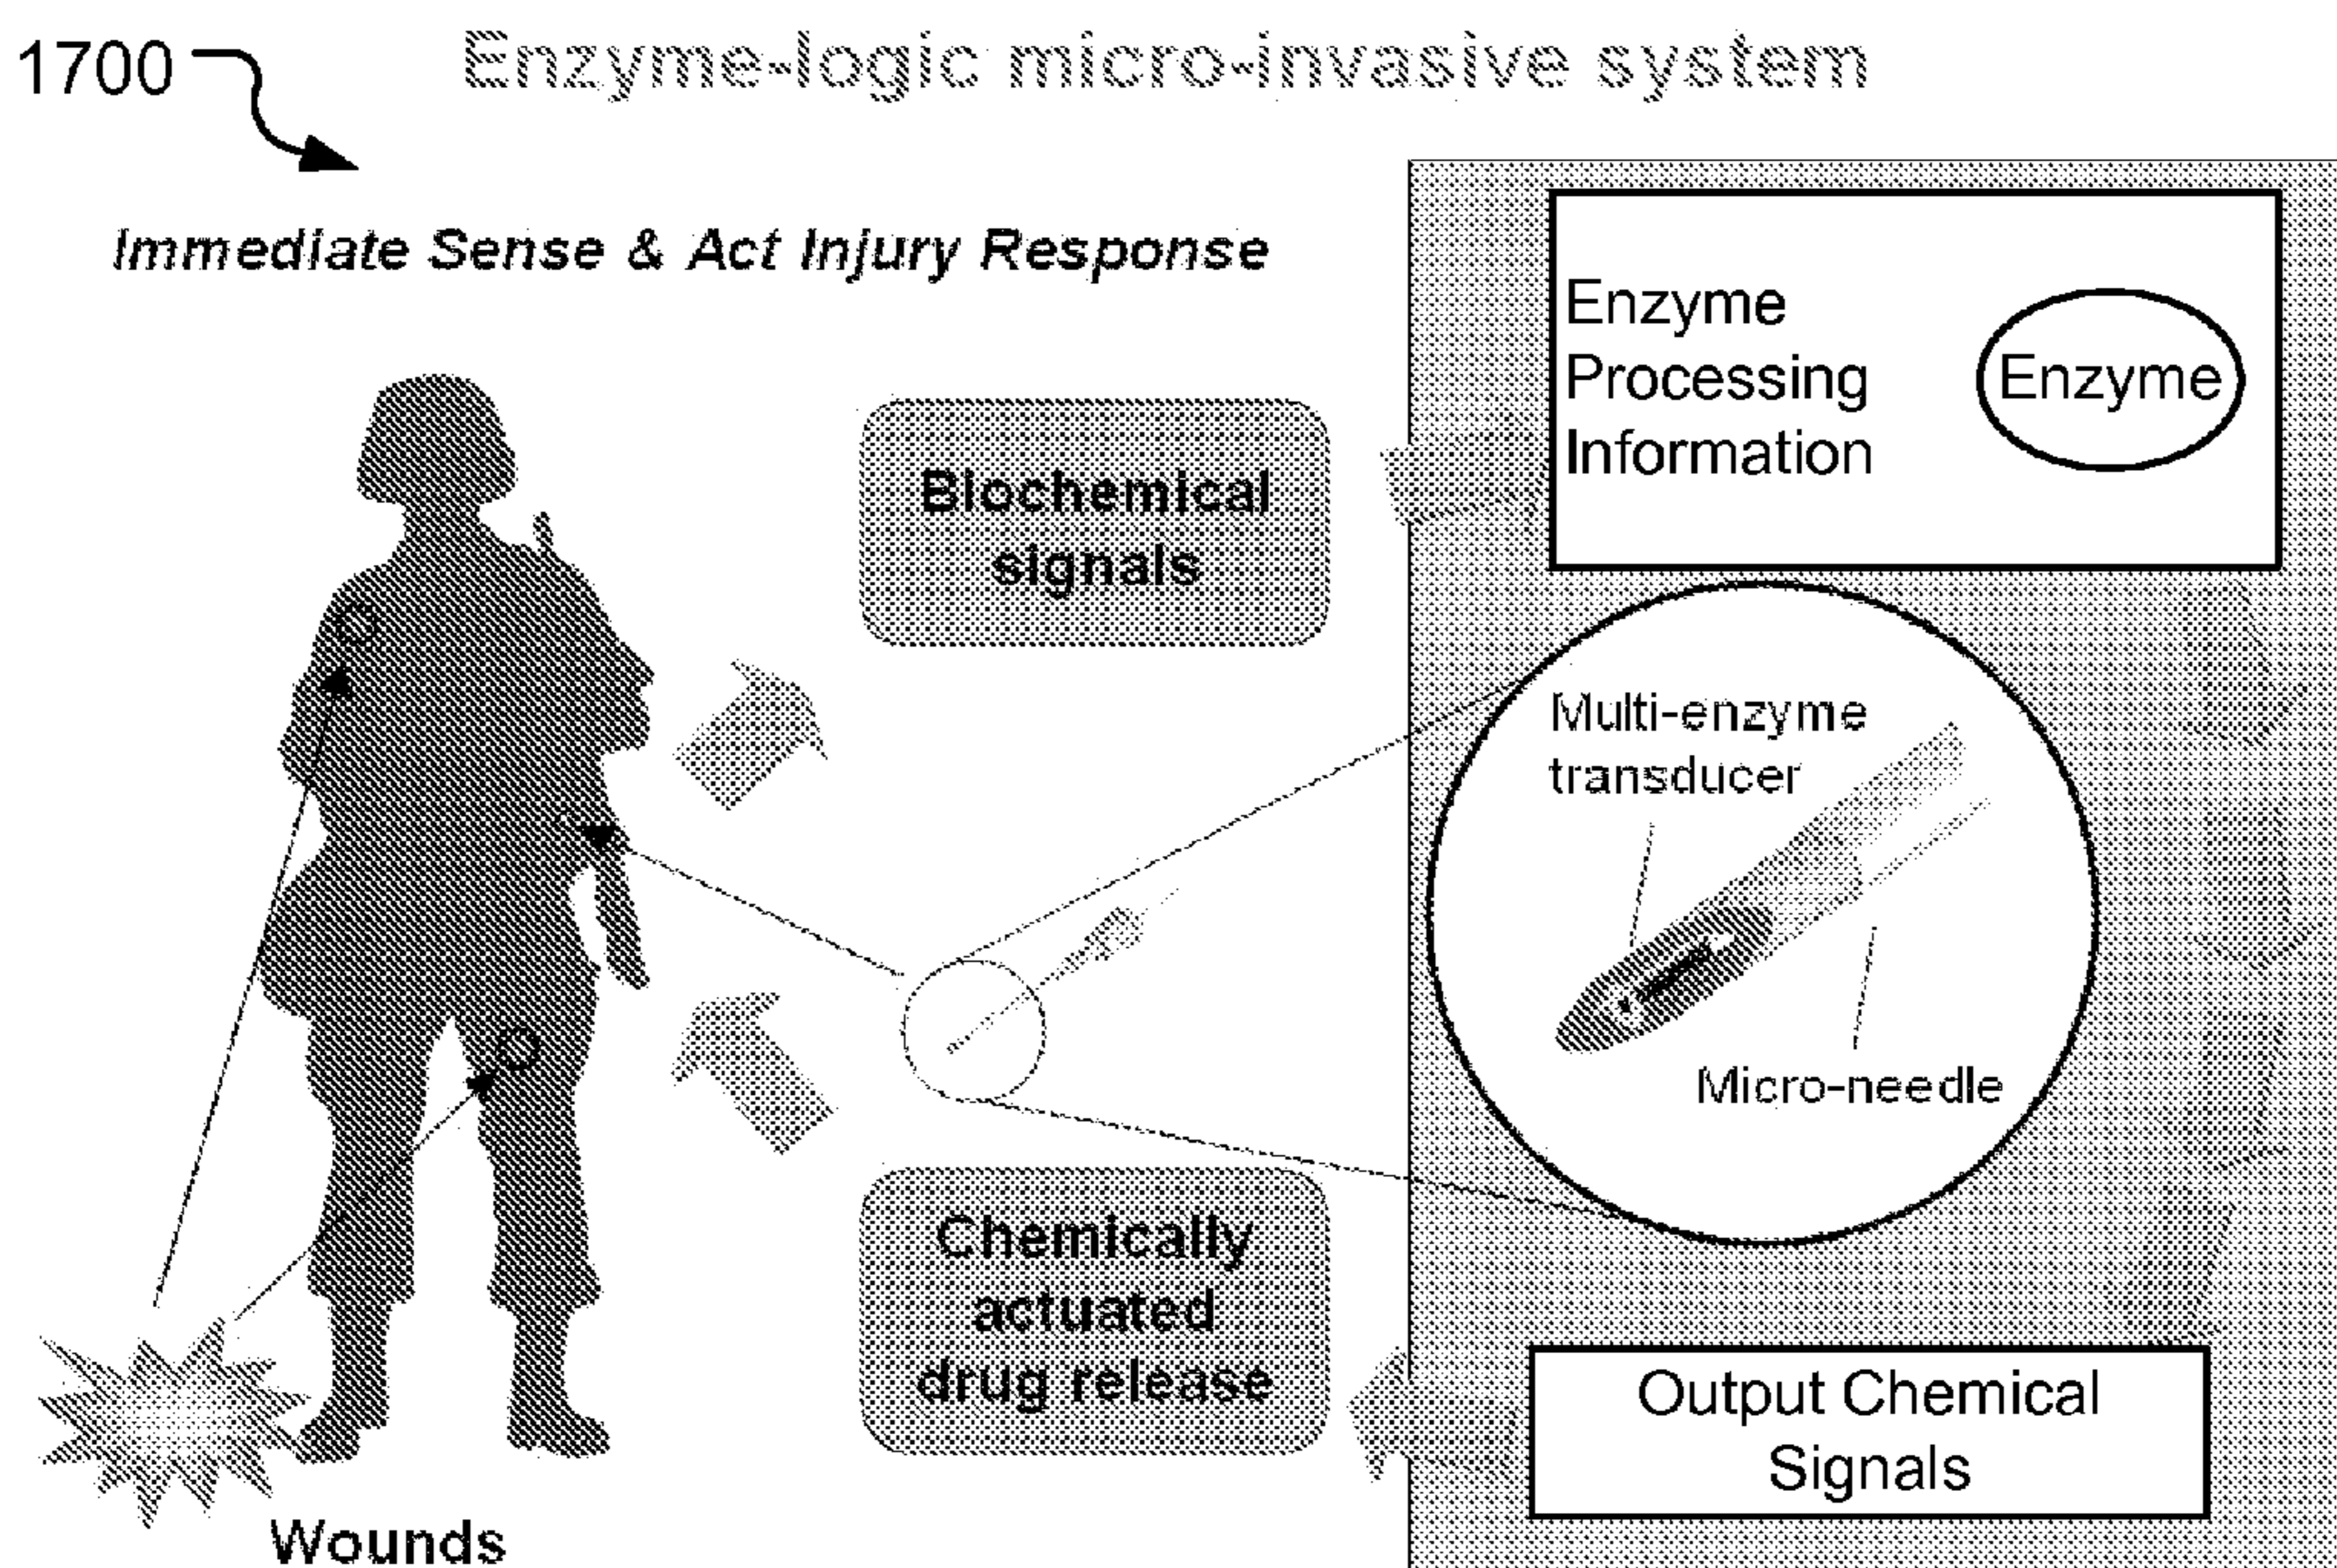 1700
Enzyme-logic micro-invasive system
Immediate Sense & Act Injury Response
Biochemical
signals
Enzyme
Processing
Information
Enzyme
Multi-enzyme
transducer
Micro-needle
Chemically
actuated
drug release
Output Chemical
Signals
Wounds